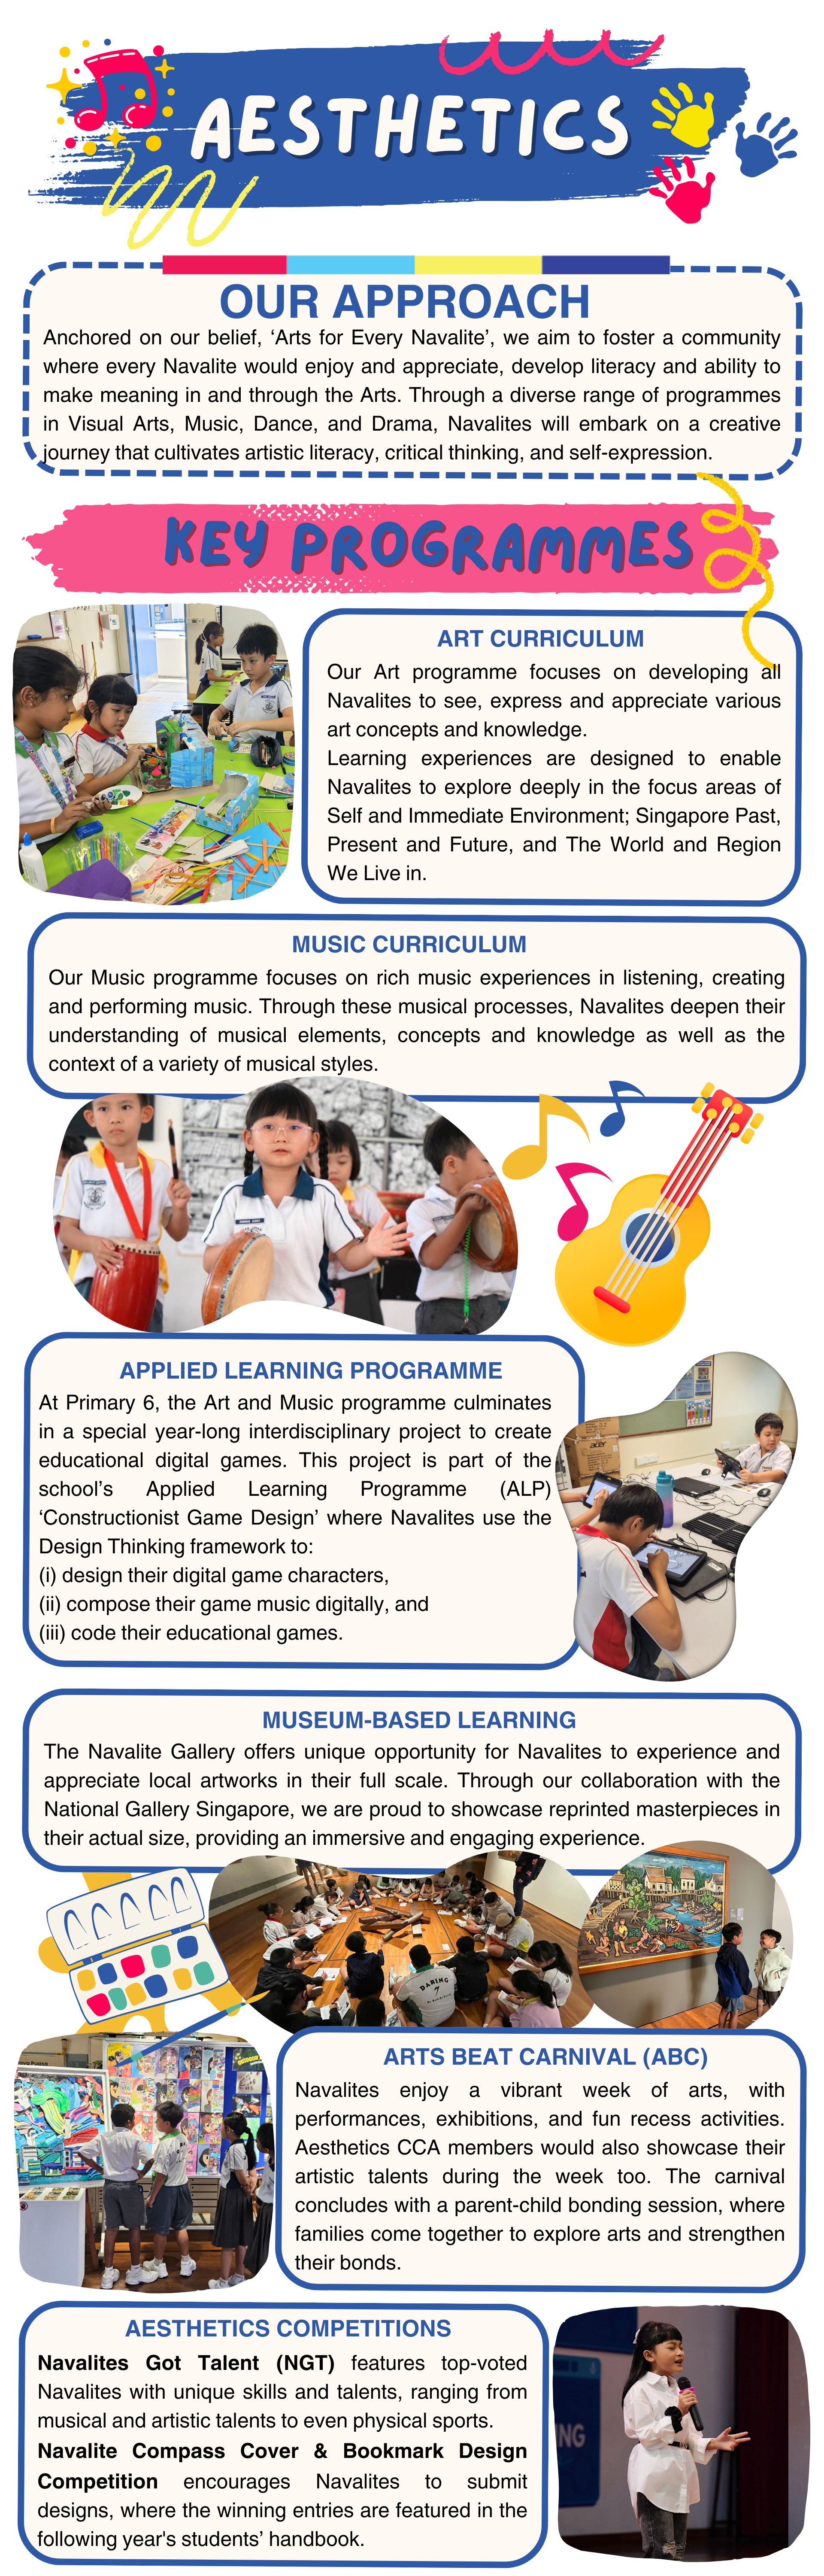 AESTHETICS
OUR APPROACH
Anchored on our belief, ‘Arts for Every Navalite’, we aim to foster a community
where every Navalite would enjoy and appreciate, develop literacy and ability to
make meaning in and through the Arts. Through a diverse range of programmes
in Visual Arts, Music, Dance, and Drama, Navalites will embark on a creative
journey that cultivates artistic literacy, critical thinking, and self-expression.
KEY PROGRAMMES
ART CURRICULUM
Our Art programme focuses on developing all
Navalites to see, express and appreciate various
art concepts and knowledge.
Learning experiences are designed to enable
Navalites to explore deeply in the focus areas of
Self and Immediate Environment; Singapore Past,
Present and Future, and The World and Region
We Live in.
MUSIC CURRICULUM
Our Music programme focuses on rich music experiences in listening, creating
and performing music. Through these musical processes, Navalites deepen their
understanding of musical elements, concepts and knowledge as well as the
context of a variety of musical styles.
APPLIED LEARNING PROGRAMME
At Primary 6, the Art and Music programme culminates
in a special year-long interdisciplinary project to create
educational digital games. This project is part of the
school’s Applied Learning Programme (ALP)
‘Constructionist Game Design’ where Navalites use the
Design Thinking framework to:
(i) design their digital game characters,
(ii) compose their game music digitally, and
(iii) code their educational games.
acer
MUSEUM-BASED LEARNING
The Navalite Gallery offers unique opportunity for Navalites to experience and
appreciate local artworks in their full scale. Through our collaboration with the
National Gallery Singapore, we are proud to showcase reprinted masterpieces in
their actual size, providing an immersive and engaging experience.
DARING
ARTS BEAT CARNIVAL (ABC)
Navalites enjoy a vibrant week of arts, with
performances, exhibitions, and fun recess activities.
Aesthetics CCA members would also showcase their
artistic talents during the week too. The carnival
concludes with a parent-child bonding session, where
families come together to explore arts and strengthen
their bonds.
AESTHETICS COMPETITIONS
Navalites Got Talent (NGT) features top-voted
Navalites with unique skills and talents, ranging from
musical and artistic talents to even physical sports.
Navalite Compass Cover & Bookmark Design
Competition encourages Navalites to submit
designs, where the winning entries are featured in the
following year's students’ handbook.